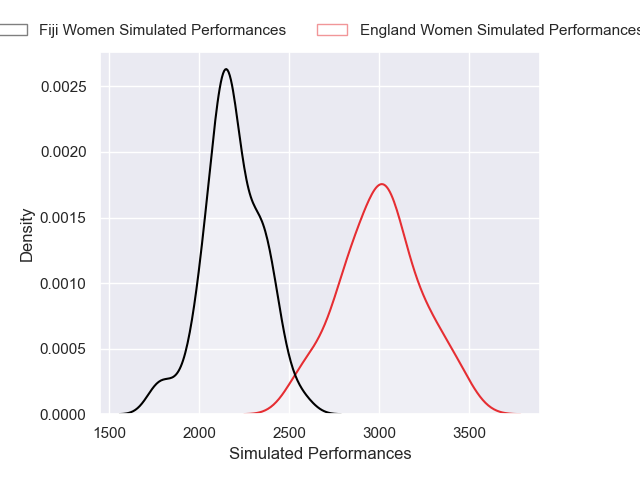 Fiji Women Simulated Performances England Women Simulated Performances
0.0025
0.0020
0.0015
0.0010
0.0005
0.0000
Density
1500 2000 2500 3000 3500
Simulated Performances